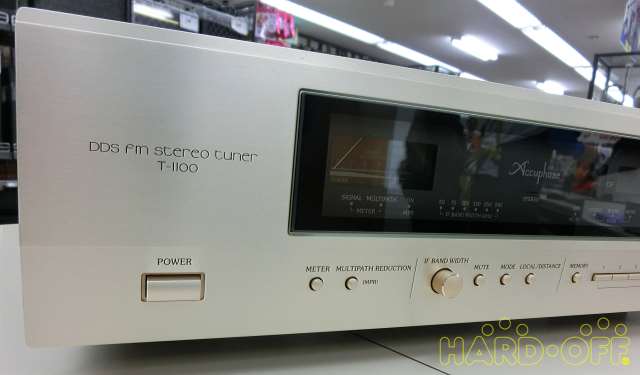 DDS FM stereo tuner
T-1100
Accuphase
SIGNAL MULTIPATH
METER
POWER
METER
MULTIPATH REDUCTION
(MPR)
IF BAND WIDTH
MUTE
MODE
LOCAL/DISTANCE
MEMORY
HARD-OFF